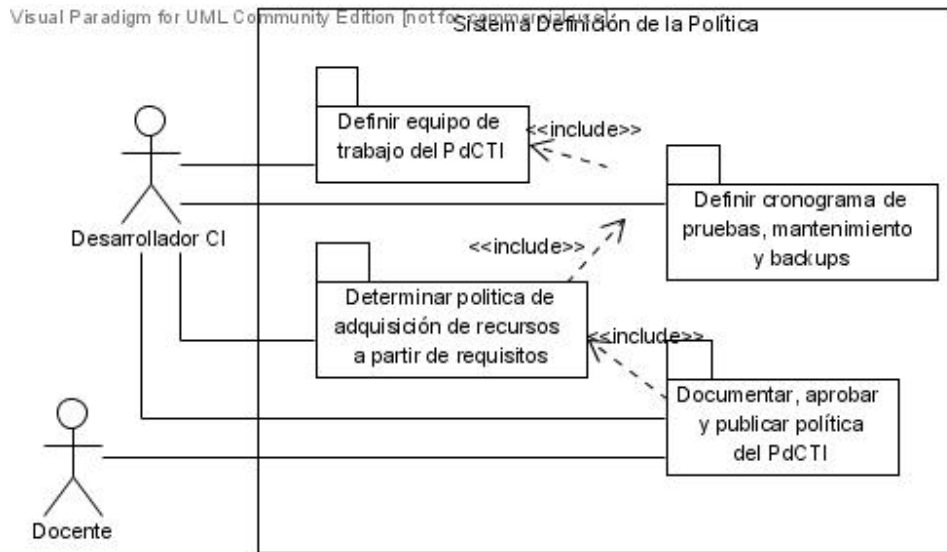 Visual Paradigm for UML Community Edition [not for commercial use]
Sistema Definición de la Política
Definir equipo de
trabajo del PdCTI
<<include>>
Definir cronograma de
pruebas, mantenimiento
y backups
Desarrollador CI
<<include>>
Determinar politica de
adquisición de recursos
a partir de requisitos
<<include>>
Documentar, aprobar
y publicar política
del PdCTI
Docente